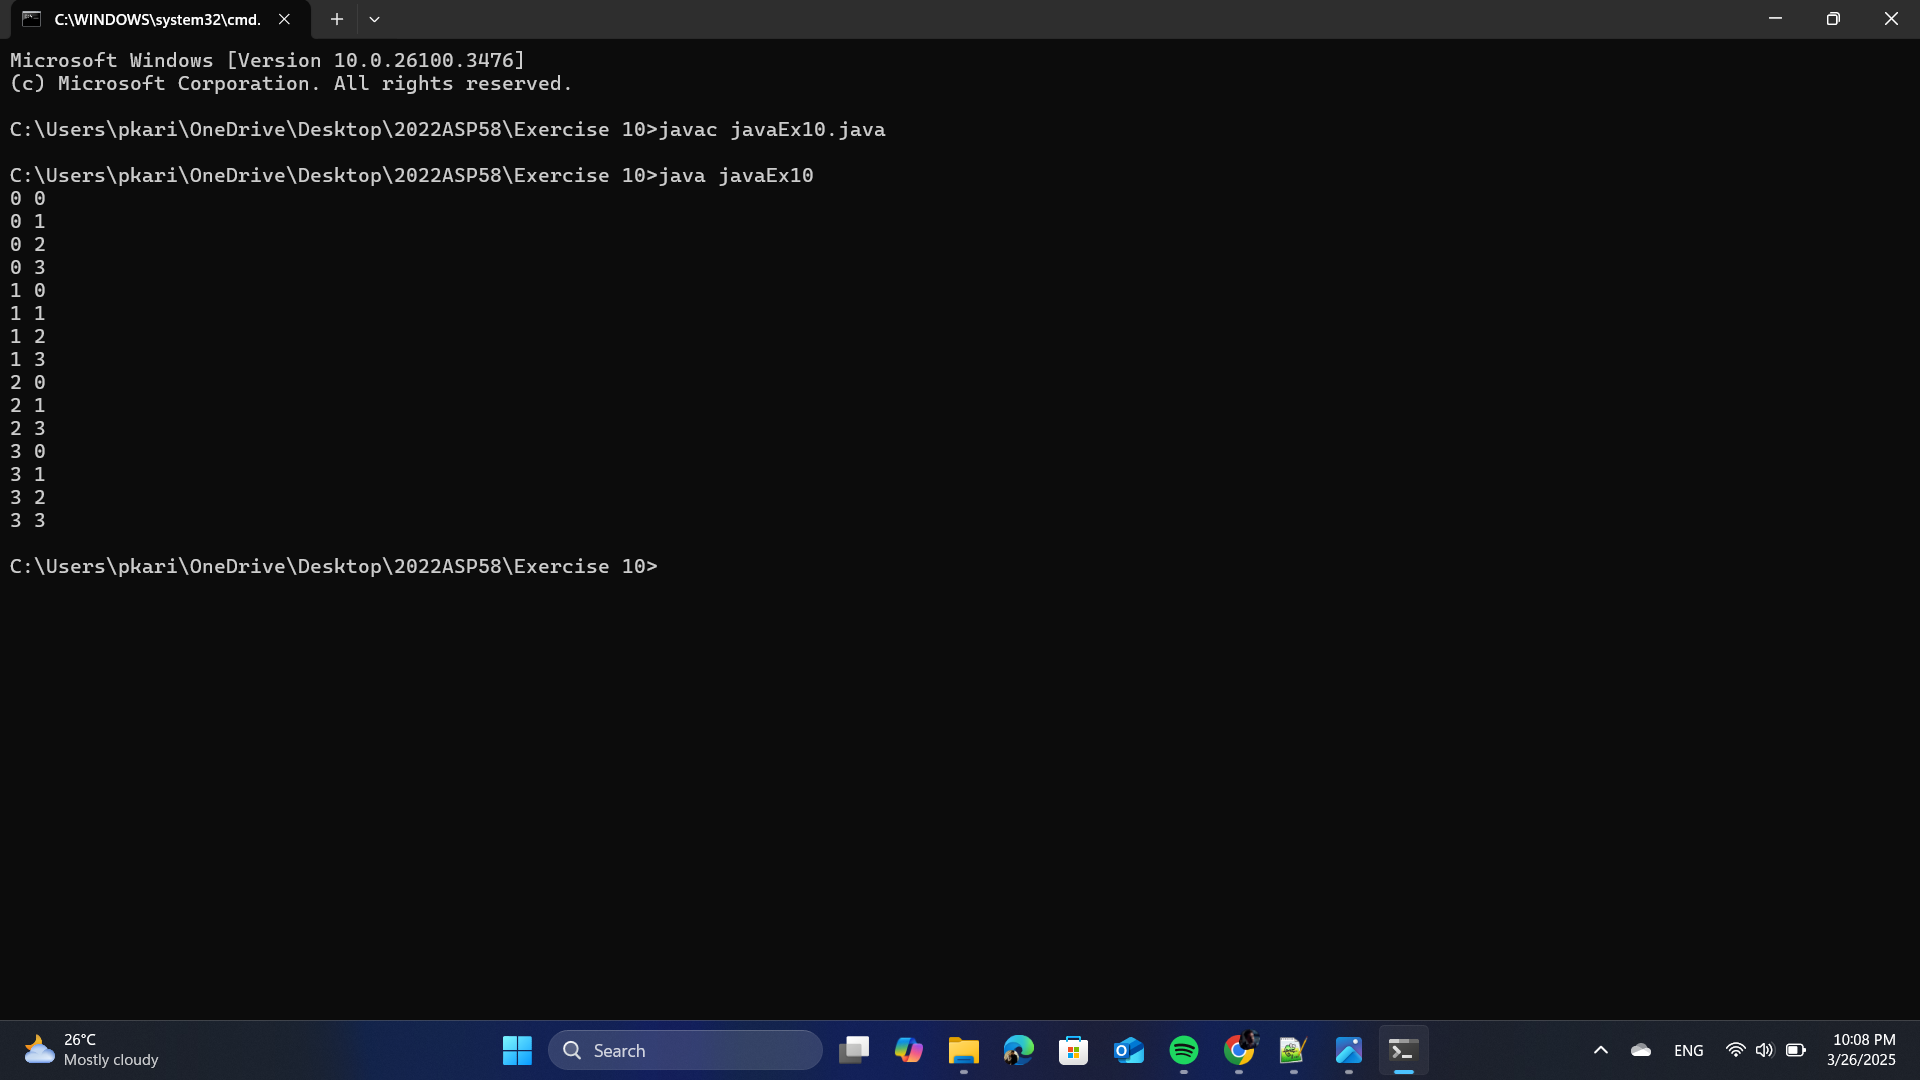 C:\WINDOWS\system32\cmd.
Microsoft Windows [Version 10.0.26100.3476]
(c) Microsoft Corporation. All rights reserved.
C:\Users\pkari\OneDrive\Desktop\2022ASP58\Exercise 10>javac javaEx10.java
C:\Users\pkari\OneDrive\Desktop\2022ASP58\Exercise 10>java javaEx10
0 0
0 1
0 2
0 3
1 0
1 1
1 2
1 3
2 0
2 1
2 3
3 0
3 1
3 2
3 3
C:\Users\pkari\OneDrive\Desktop\2022ASP58\Exercise 10>
26°C
Mostly cloudy
Search
ENG
10:08 PM
3/26/2025